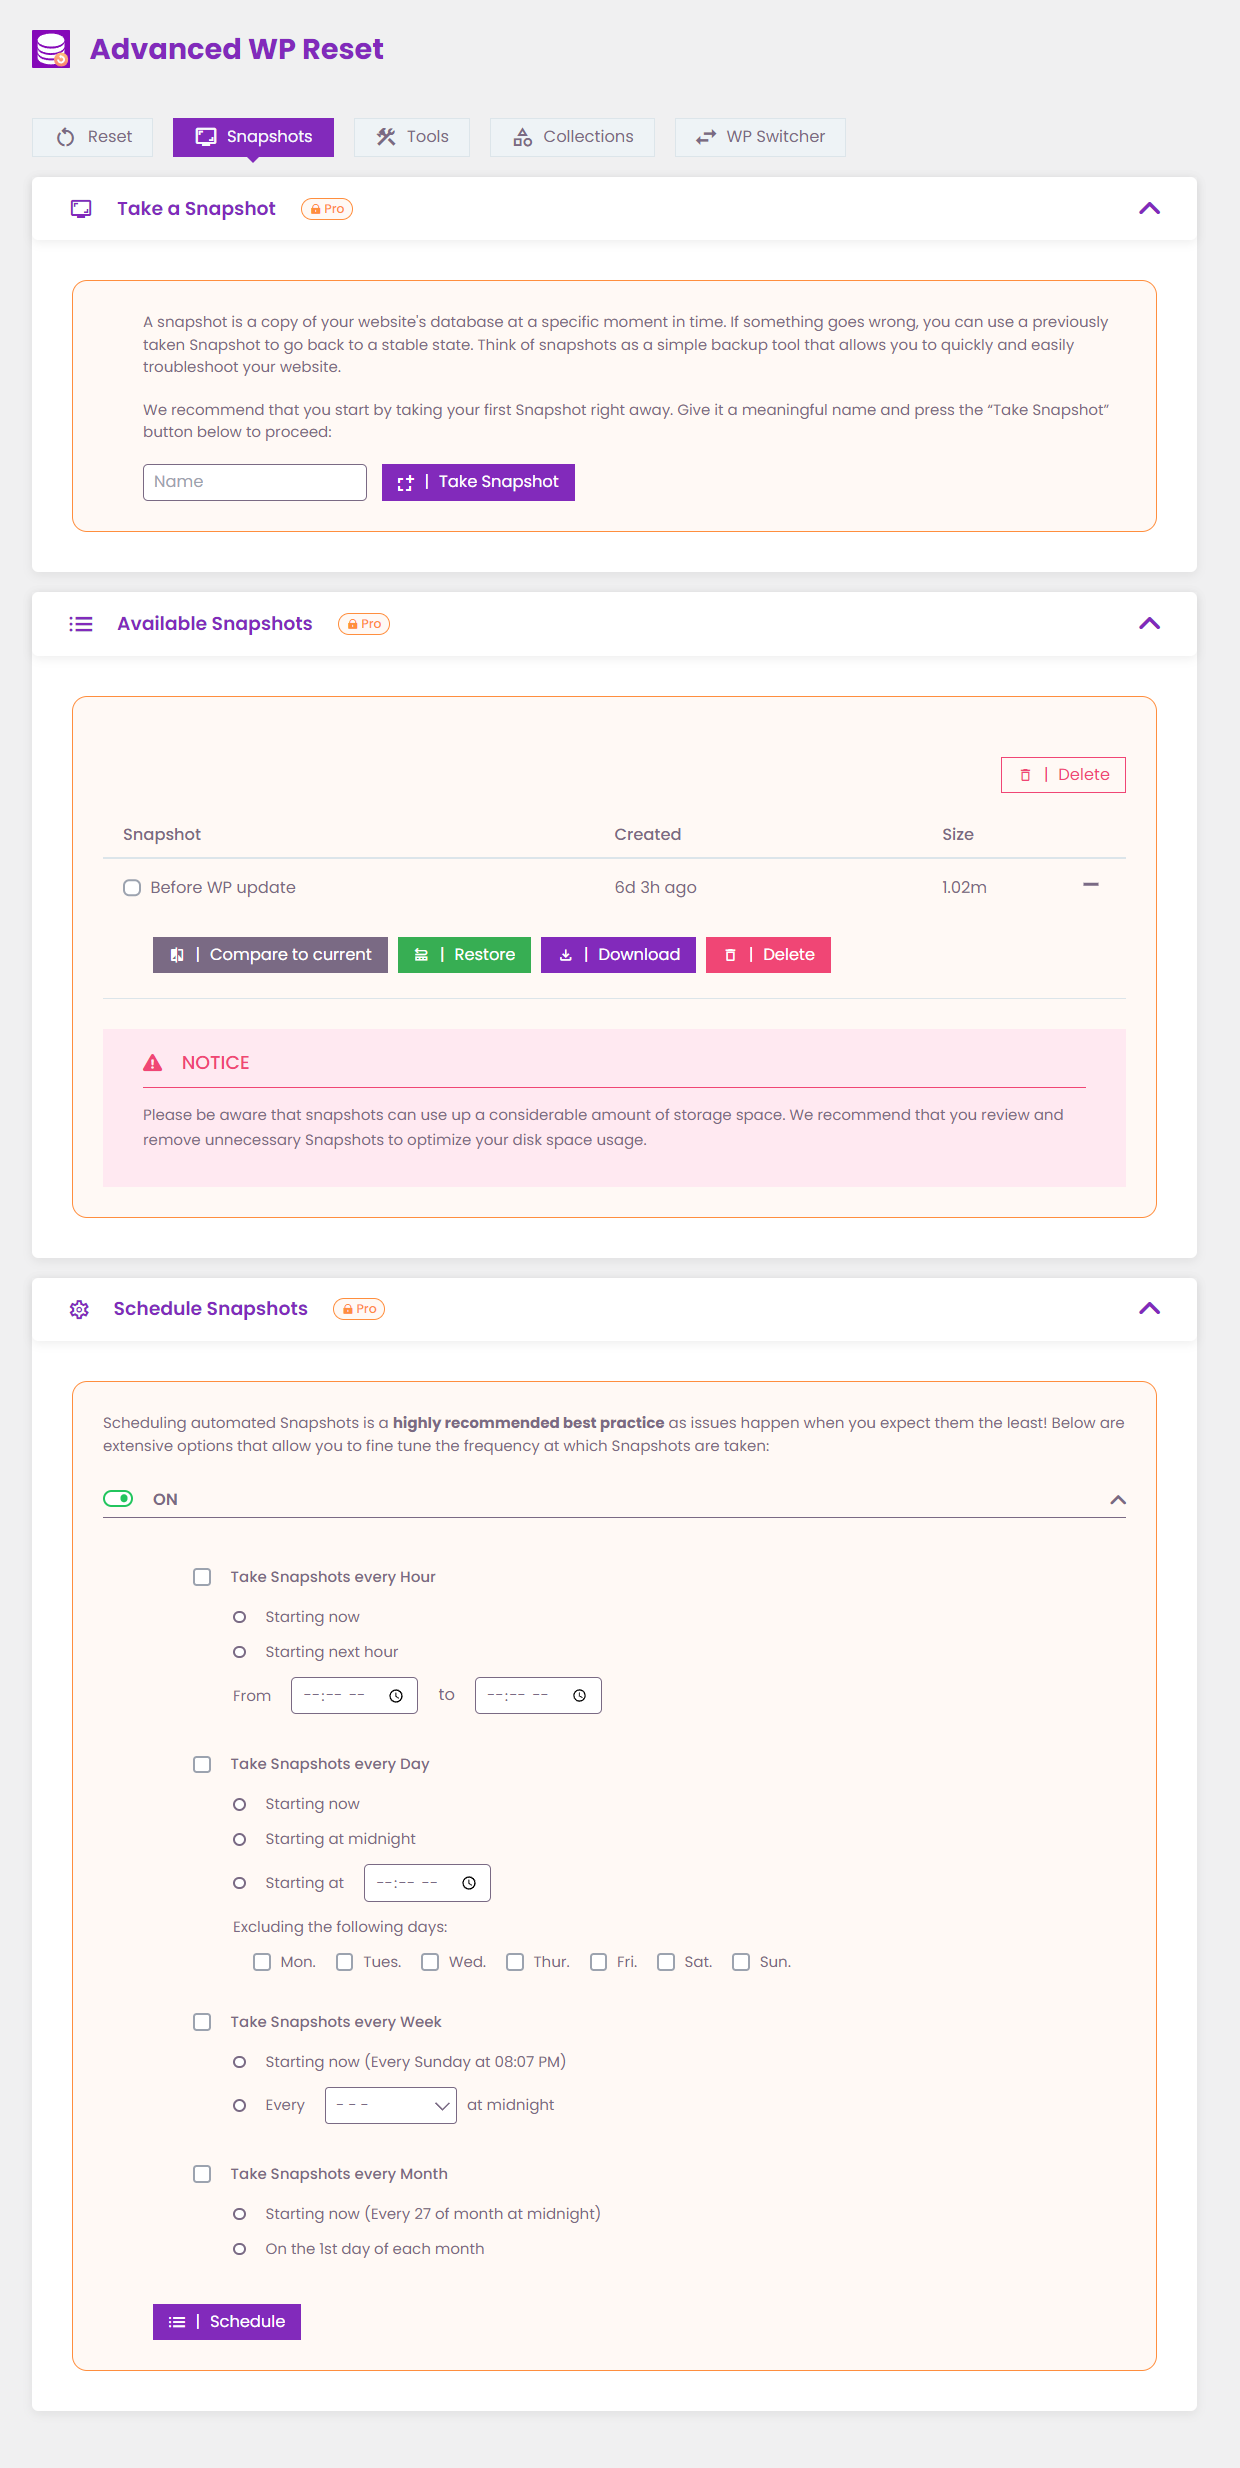 Advanced WP Reset
Reset
Snapshots
Tools
Collections
WP Switcher
Take a Snapshot
Pro
A snapshot is a copy of your website's database at a specific moment in time. If something goes wrong, you can use a previously
taken Snapshot to go back to a stable state. Think of snapshots as a simple backup tool that allows you to quickly and easily
troubleshoot your website.
We recommend that you start by taking your first Snapshot right away. Give it a meaningful name and press the “Take Snapshot”
button below to proceed:
Name
| Take Snapshot
Available Snapshots
Pro
| Delete
Snapshot Created Size
Before WP update 6d 3h ago 1.02m
| Compare to current
| Restore
| Download
| Delete
NOTICE
Please be aware that snapshots can use up a considerable amount of storage space. We recommend that you review and
remove unnecessary Snapshots to optimize your disk space usage.
Schedule Snapshots
Pro
Scheduling automated Snapshots is a highly recommended best practice as issues happen when you expect them the least! Below are
extensive options that allow you to fine tune the frequency at which Snapshots are taken:
ON
Take Snapshots every Hour
Starting now
Starting next hour
From --:-- -- to --:-- --
Take Snapshots every Day
Starting now
Starting at midnight
Starting at --:-- --
Excluding the following days:
Mon. Tues. Wed. Thur. Fri. Sat. Sun.
Take Snapshots every Week
Starting now (Every Sunday at 08:07 PM)
Every - - - at midnight
Take Snapshots every Month
Starting now (Every 27 of month at midnight)
On the 1st day of each month
| Schedule